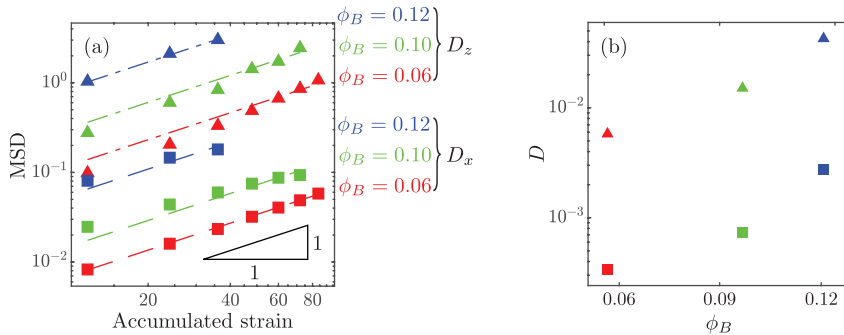 (a)
MSD
10^0
10^{-1}
10^{-2}
20
40
60
80
Accumulated strain
1
1
ϕ_B = 0.12
ϕ_B = 0.10
ϕ_B = 0.06
D_z
ϕ_B = 0.12
ϕ_B = 0.10
ϕ_B = 0.06
D_x
(b)
D
10^{-2}
10^{-3}
0.06
0.09
0.12
ϕ_B